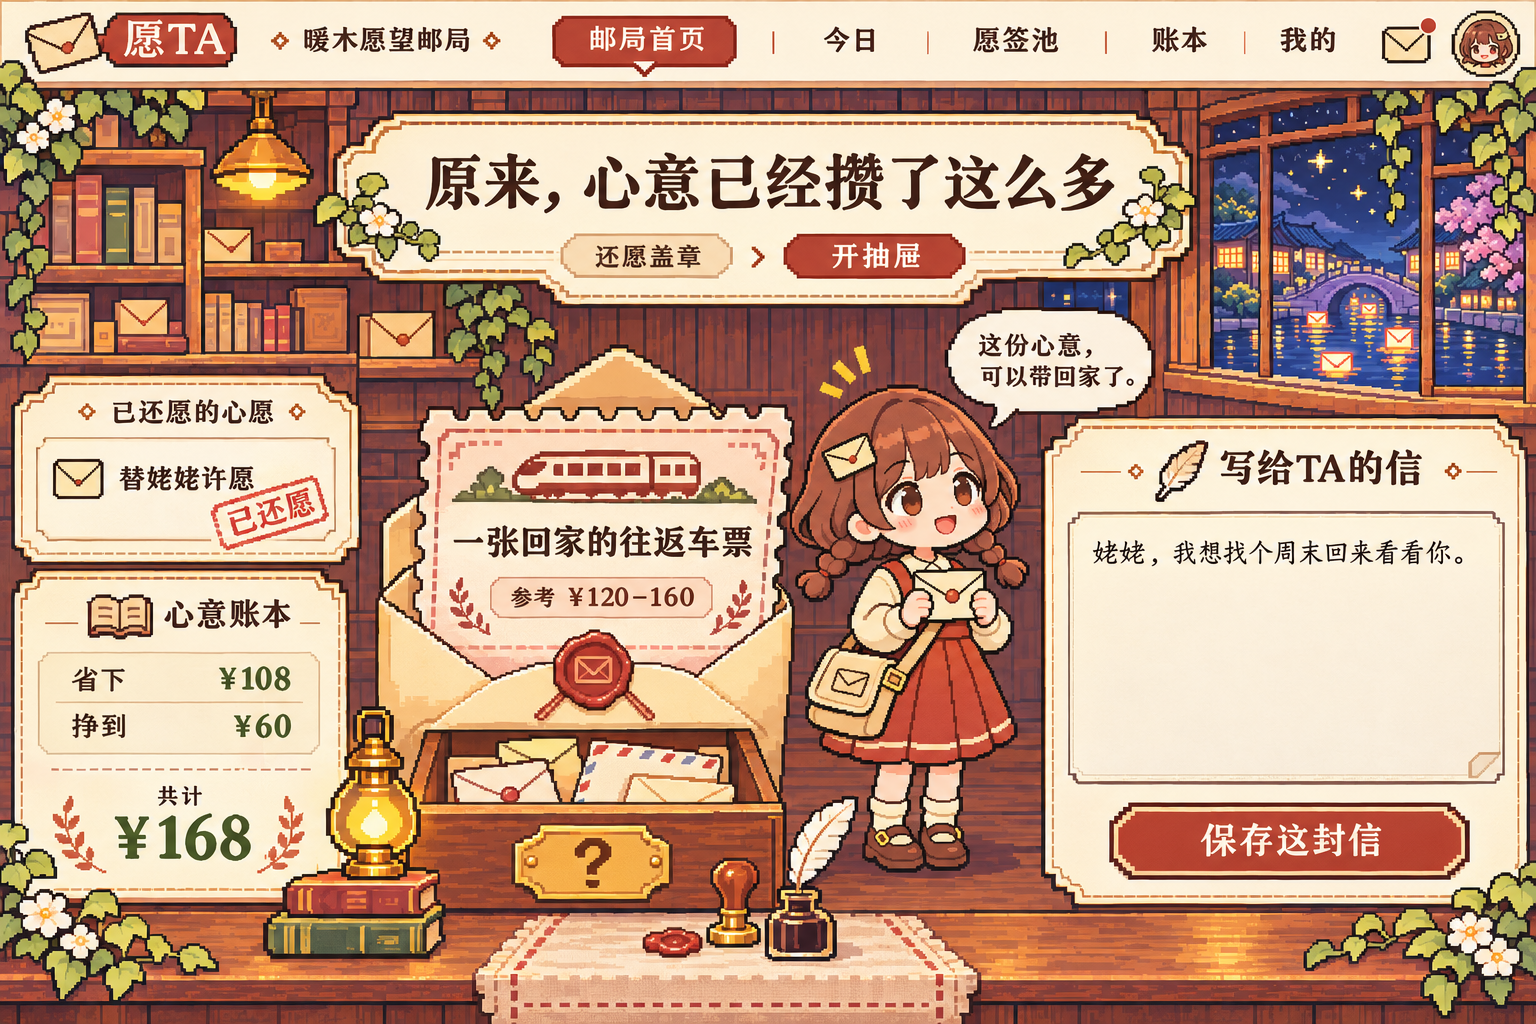 愿TA
暖木愿望邮局
邮局首页
今日
愿签池
账本
我的
原来，心意已经攒了这么多
还愿盖章
开抽屉
这份心意，
可以带回家了。
已还愿的心愿
替姥姥许愿
已还愿
心意账本
省下 ¥108
挣到 ¥60
共计
¥168
一张回家的往返车票
参考 ¥120-160
?
写给TA的信
姥姥，我想找个周末回来看看你。
保存这封信